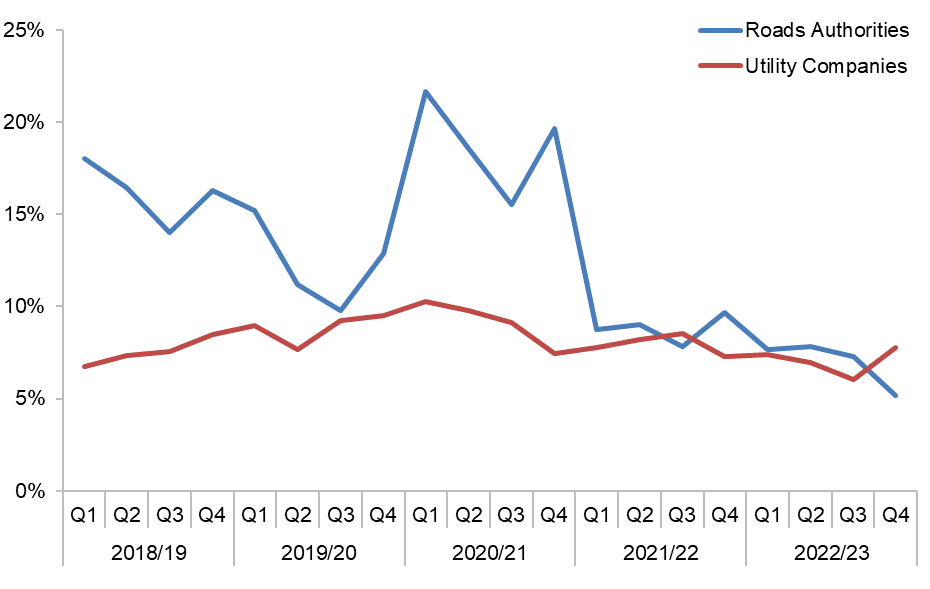 25%
Roads Authorities
Utility Companies
20%
15%
10%
5%
0%
Q1 Q2 Q3 Q4 Q1 Q2 Q3 Q4 Q1 Q2 Q3 Q4 Q1 Q2 Q3 Q4 Q1 Q2 Q3 Q4
2018/19 2019/20 2020/21 2021/22 2022/23